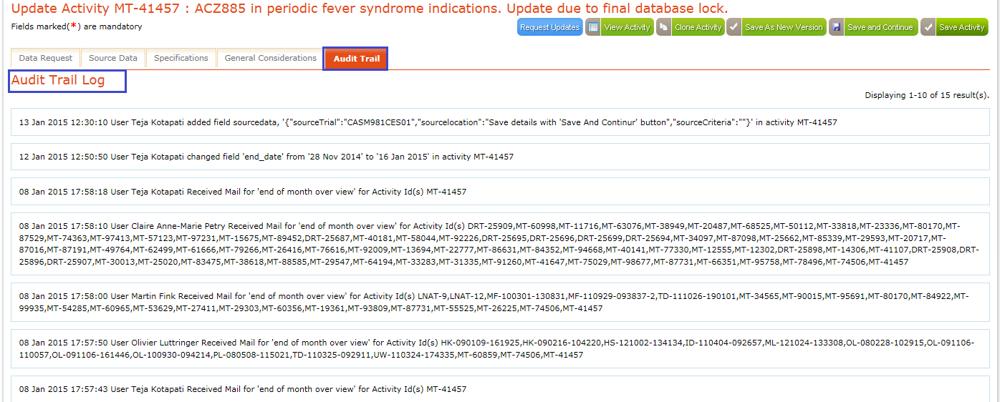 Update Activity MT-41457 : ACZ885 in periodic fever syndrome indications. Update due to final database lock.
Fields marked(*) are mandatory
Request Updates View Activity Clone Activity Save As New Version Save and Continue Save Activity
Data Request Source Data Specifications General Considerations Audit Trail
Audit Trail Log
Displaying 1-10 of 15 result(s).
13 Jan 2015 12:30:10 User Teja Kotapati added field sourcedata, '{"sourceTrial":"CASM981CES01","sourcelocation":"Save details with 'Save And Continur' button","sourceCriteria":""}' in activity MT-41457
12 Jan 2015 12:50:50 User Teja Kotapati changed field 'end_date' from '28 Nov 2014' to '16 Jan 2015' in activity MT-41457
08 Jan 2015 17:58:18 User Teja Kotapati Received Mail for 'end of month over view' for Activity Id(s) MT-41457
08 Jan 2015 17:58:10 User Claire Anne-Marie Petry Received Mail for 'end of month over view' for Activity Id(s) DRT-25909,MT-60998,MT-11716,MT-63076,MT-38949,MT-20487,MT-68525,MT-50112,MT-33818,MT-23336,MT-80170,MT-
87529,MT-74363,MT-97413,MT-57123,MT-97231,MT-15675,MT-89452,DRT-25687,MT-40181,MT-58044,MT-92226,DRT-25695,DRT-25696,DRT-25699,DRT-25694,MT-34097,MT-87098,MT-25662,MT-85339,MT-29593,MT-20717,MT-
87016,MT-87191,MT-49764,MT-62499,MT-61666,MT-79266,MT-26416,MT-76616,MT-92009,MT-13694,MT-22777,MT-86631,MT-84352,MT-94668,MT-40141,MT-77330,MT-12555,MT-12302,DRT-25898,MT-14306,MT-41107,DRT-25908,DRT-
25896,DRT-25907,MT-30013,MT-25020,MT-83475,MT-38618,MT-88585,MT-29547,MT-64194,MT-33283,MT-31335,MT-91260,MT-41647,MT-75029,MT-98677,MT-87731,MT-66351,MT-95758,MT-78496,MT-74506,MT-41457
08 Jan 2015 17:58:00 User Martin Fink Received Mail for 'end of month over view' for Activity Id(s) LNAT-9,LNAT-12,MF-100301-130831,MF-110929-093837-2,TD-111026-190101,MT-34565,MT-90015,MT-95691,MT-80170,MT-84922,MT-
99935,MT-54285,MT-60965,MT-53629,MT-27411,MT-29303,MT-60356,MT-19361,MT-93809,MT-87731,MT-55525,MT-26225,MT-74506,MT-41457
08 Jan 2015 17:57:50 User Olivier Luttringer Received Mail for 'end of month over view' for Activity Id(s) HK-090109-161925,HK-090216-104220,HS-121002-134134,ID-110404-092657,ML-121024-133308,OL-080228-102915,OL-091106-
110057,OL-091106-161446,OL-100930-094214,PL-080508-115021,TD-110325-092911,UW-110324-174335,MT-60859,MT-74506,MT-41457
08 Jan 2015 17:57:43 User Teja Kotapati Received Mail for 'end of month over view' for Activity Id(s) MT-41457